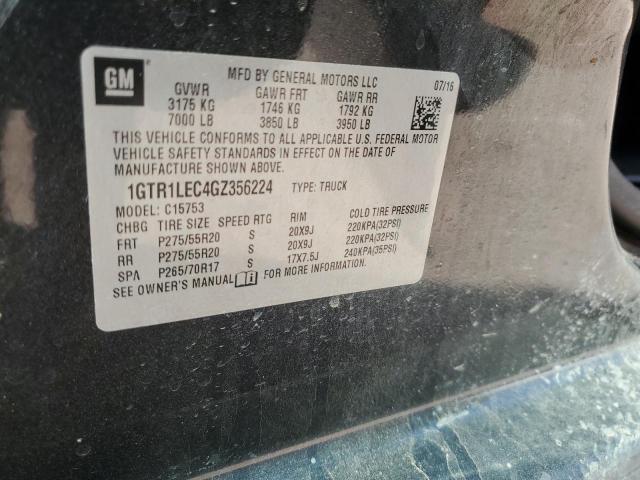 GM
MFD BY GENERAL MOTORS LLC 07/16
GVWR GAWR FRT GAWR RR
3175 KG 1746 KG 1792 KG
7000 LB 3850 LB 3950 LB
THIS VEHICLE CONFORMS TO ALL APPLICABLE U.S. FEDERAL MOTOR
VEHICLE SAFETY STANDARDS IN EFFECT ON THE DATE OF
MANUFACTURE SHOWN ABOVE.
1GTR1LEC4GZ356224 TYPE: TRUCK
MODEL: C15753
CHBG TIRE SIZE SPEED RTG RIM COLD TIRE PRESSURE
FRT P275/55R20 S 20X9J 220KPA(32PSI)
RR P275/55R20 S 20X9J 220KPA(32PSI)
SPA P265/70R17 S 17X7.5J 240KPA(35PSI)
SEE OWNER'S MANUAL